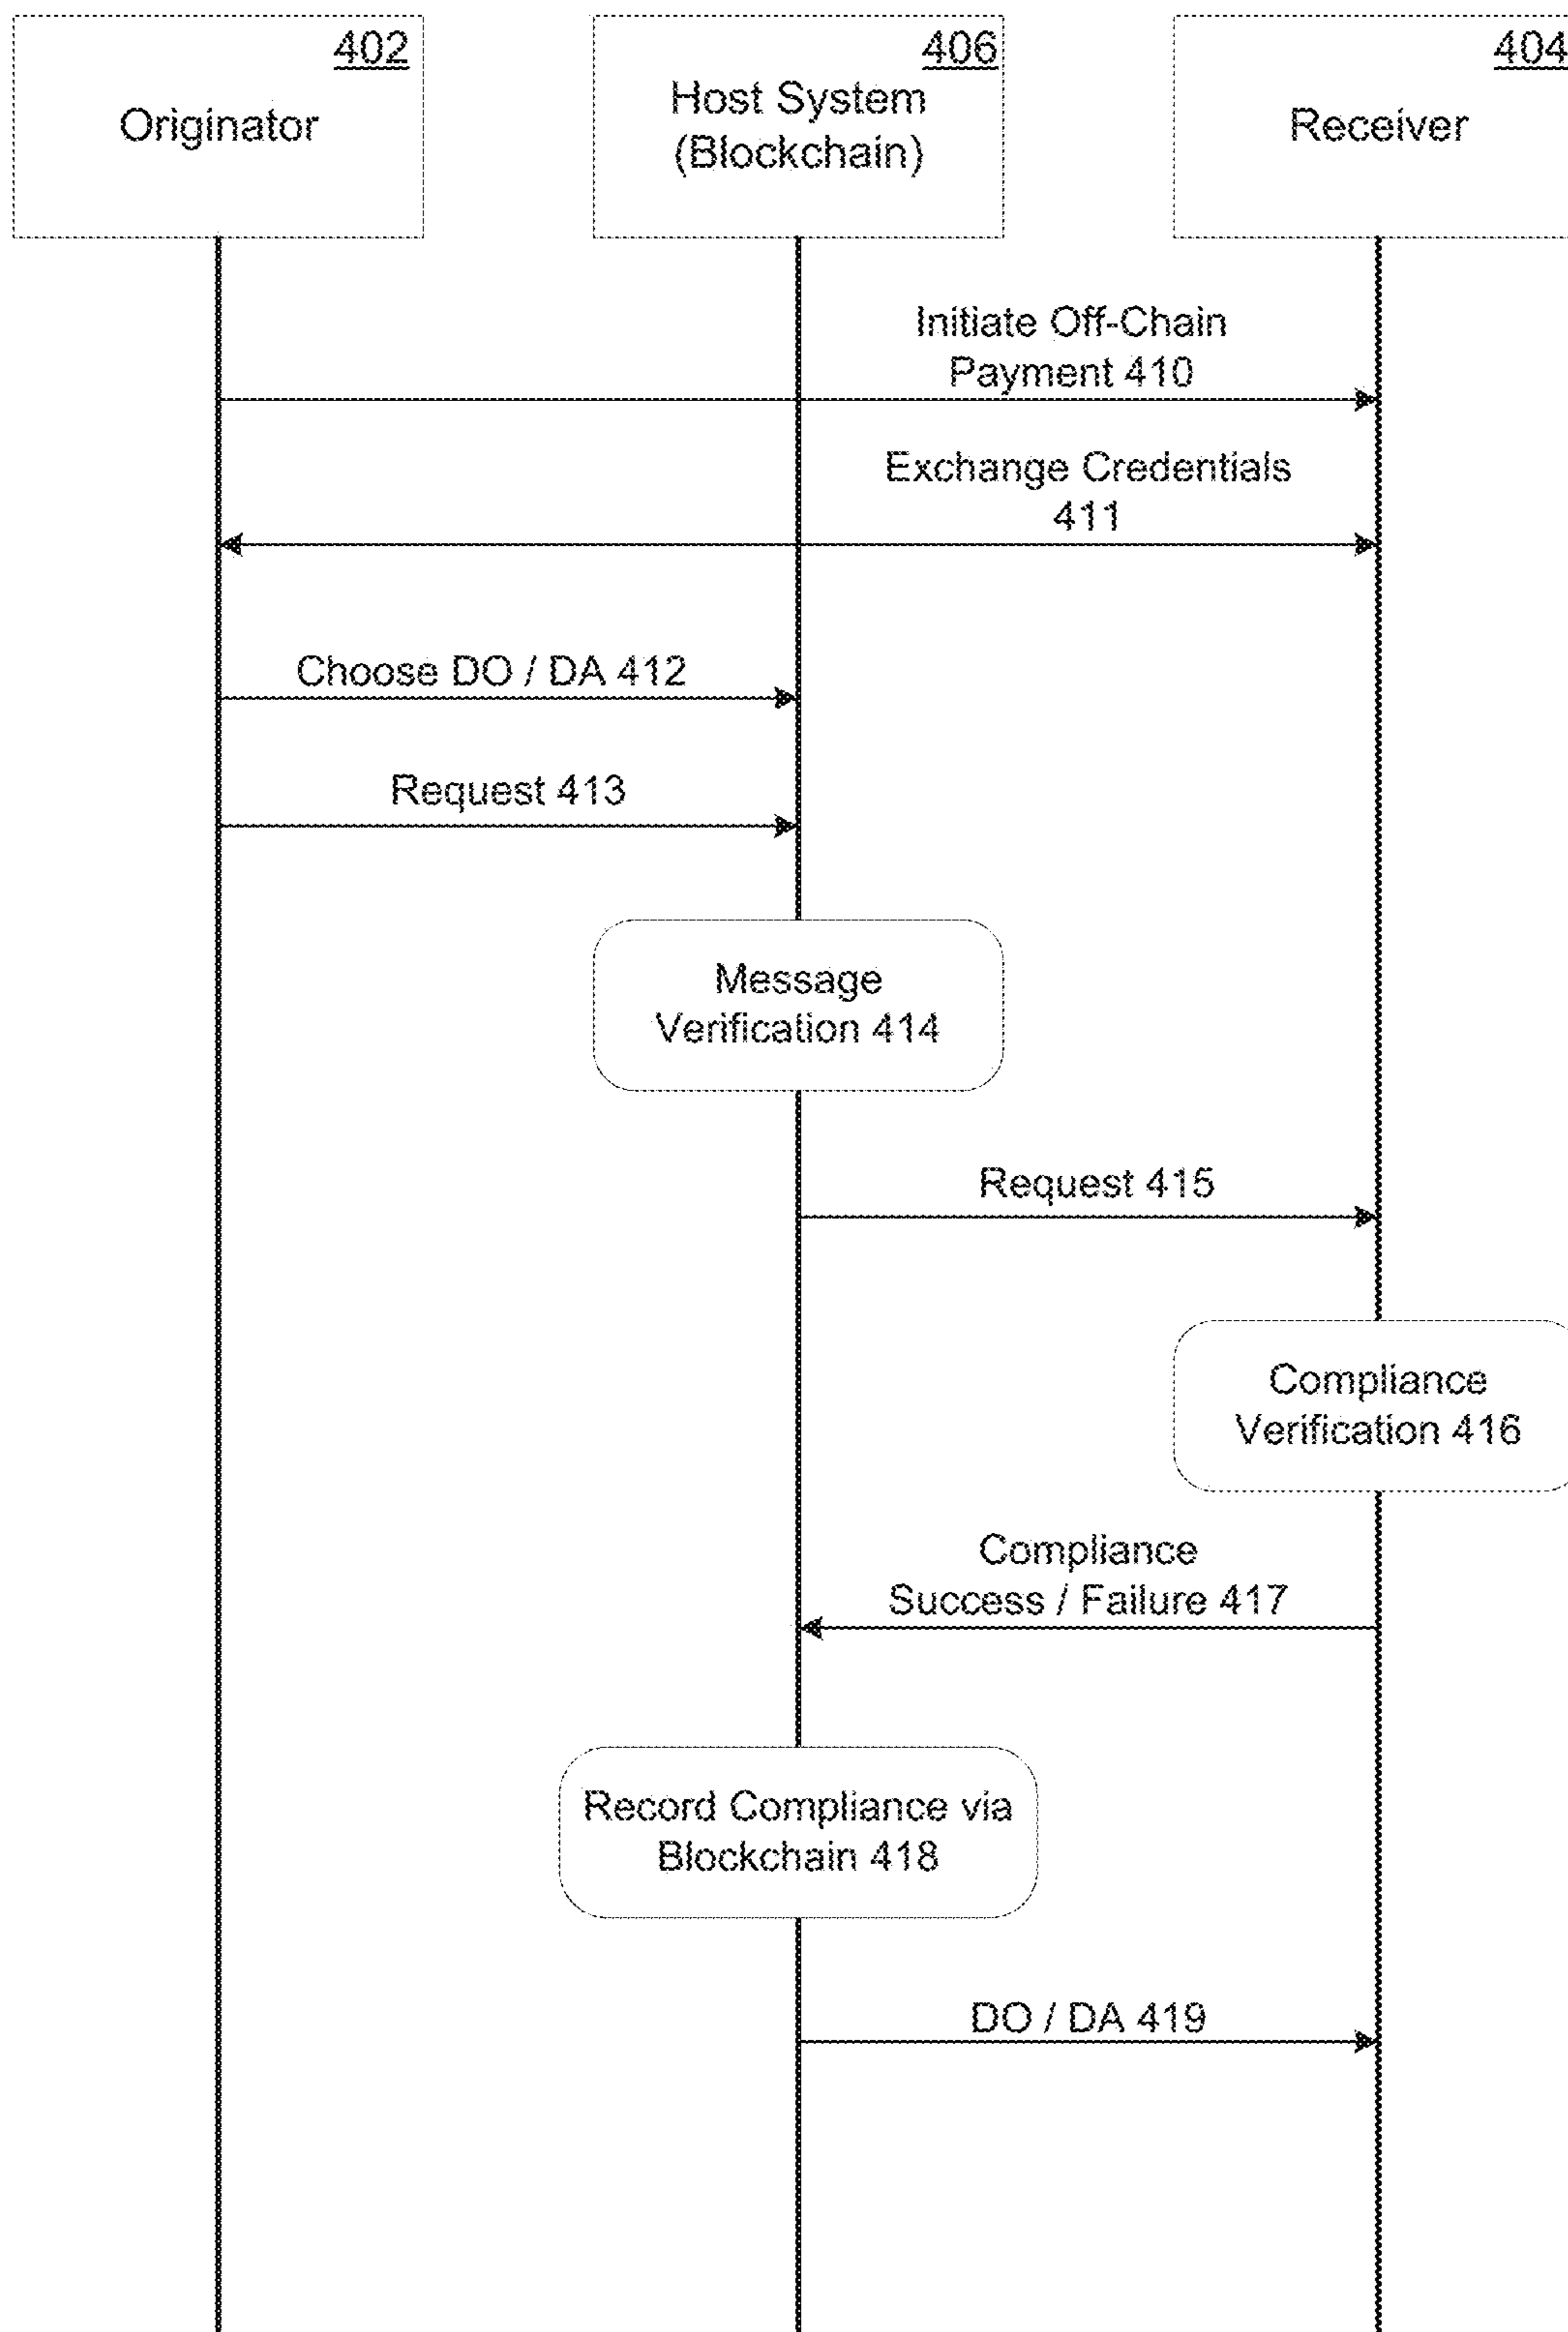 402
Originator
406
Host System
(Blockchain)
404
Receiver
Initiate Off-Chain
Payment 410
Exchange Credentials
411
Choose DO / DA 412
Request 413
Message
Verification 414
Request 415
Compliance
Verification 416
Compliance
Success / Failure 417
Record Compliance via
Blockchain 418
DO / DA 419